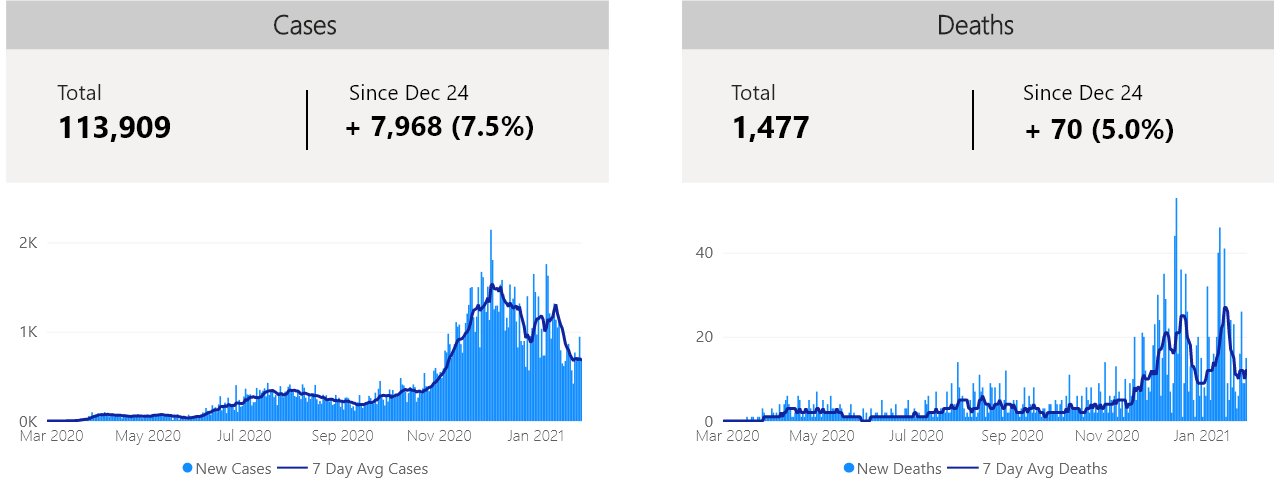 Cases
Total
113,909
Since Dec 24
+ 7,968 (7.5%)
2K
1K
0K
Mar 2020 May 2020 Jul 2020 Sep 2020 Nov 2020 Jan 2021
New Cases 7 Day Avg Cases
Deaths
Total
1,477
Since Dec 24
+ 70 (5.0%)
40
20
0
Mar 2020 May 2020 Jul 2020 Sep 2020 Nov 2020 Jan 2021
New Deaths 7 Day Avg Deaths